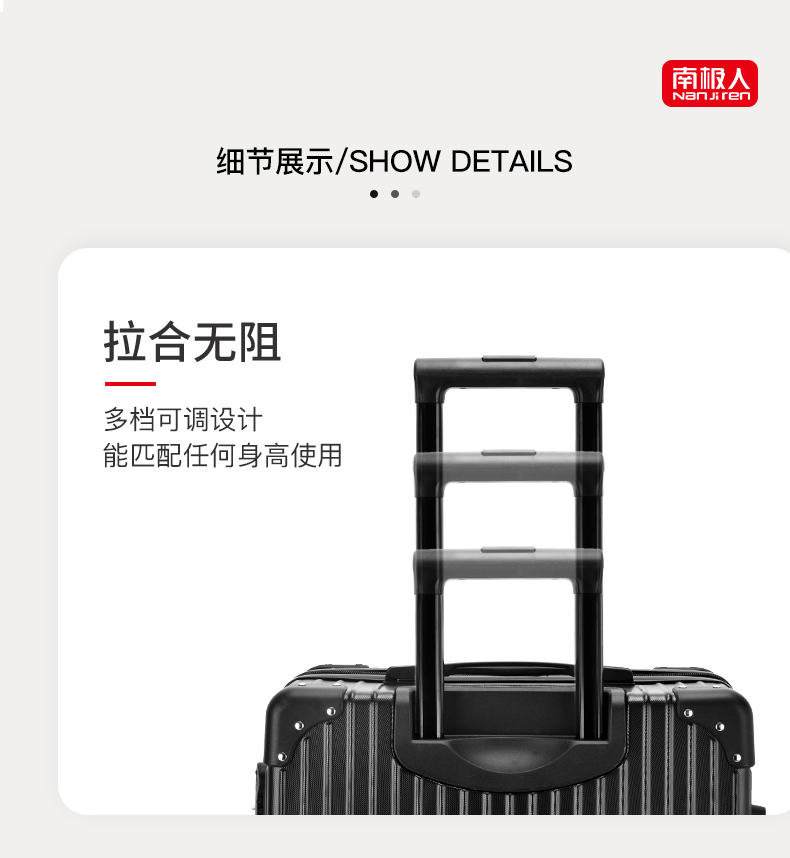 南极人
Nanjiren
细节展示/SHOW DETAILS
拉合无阻
多档可调设计
能匹配任何身高使用